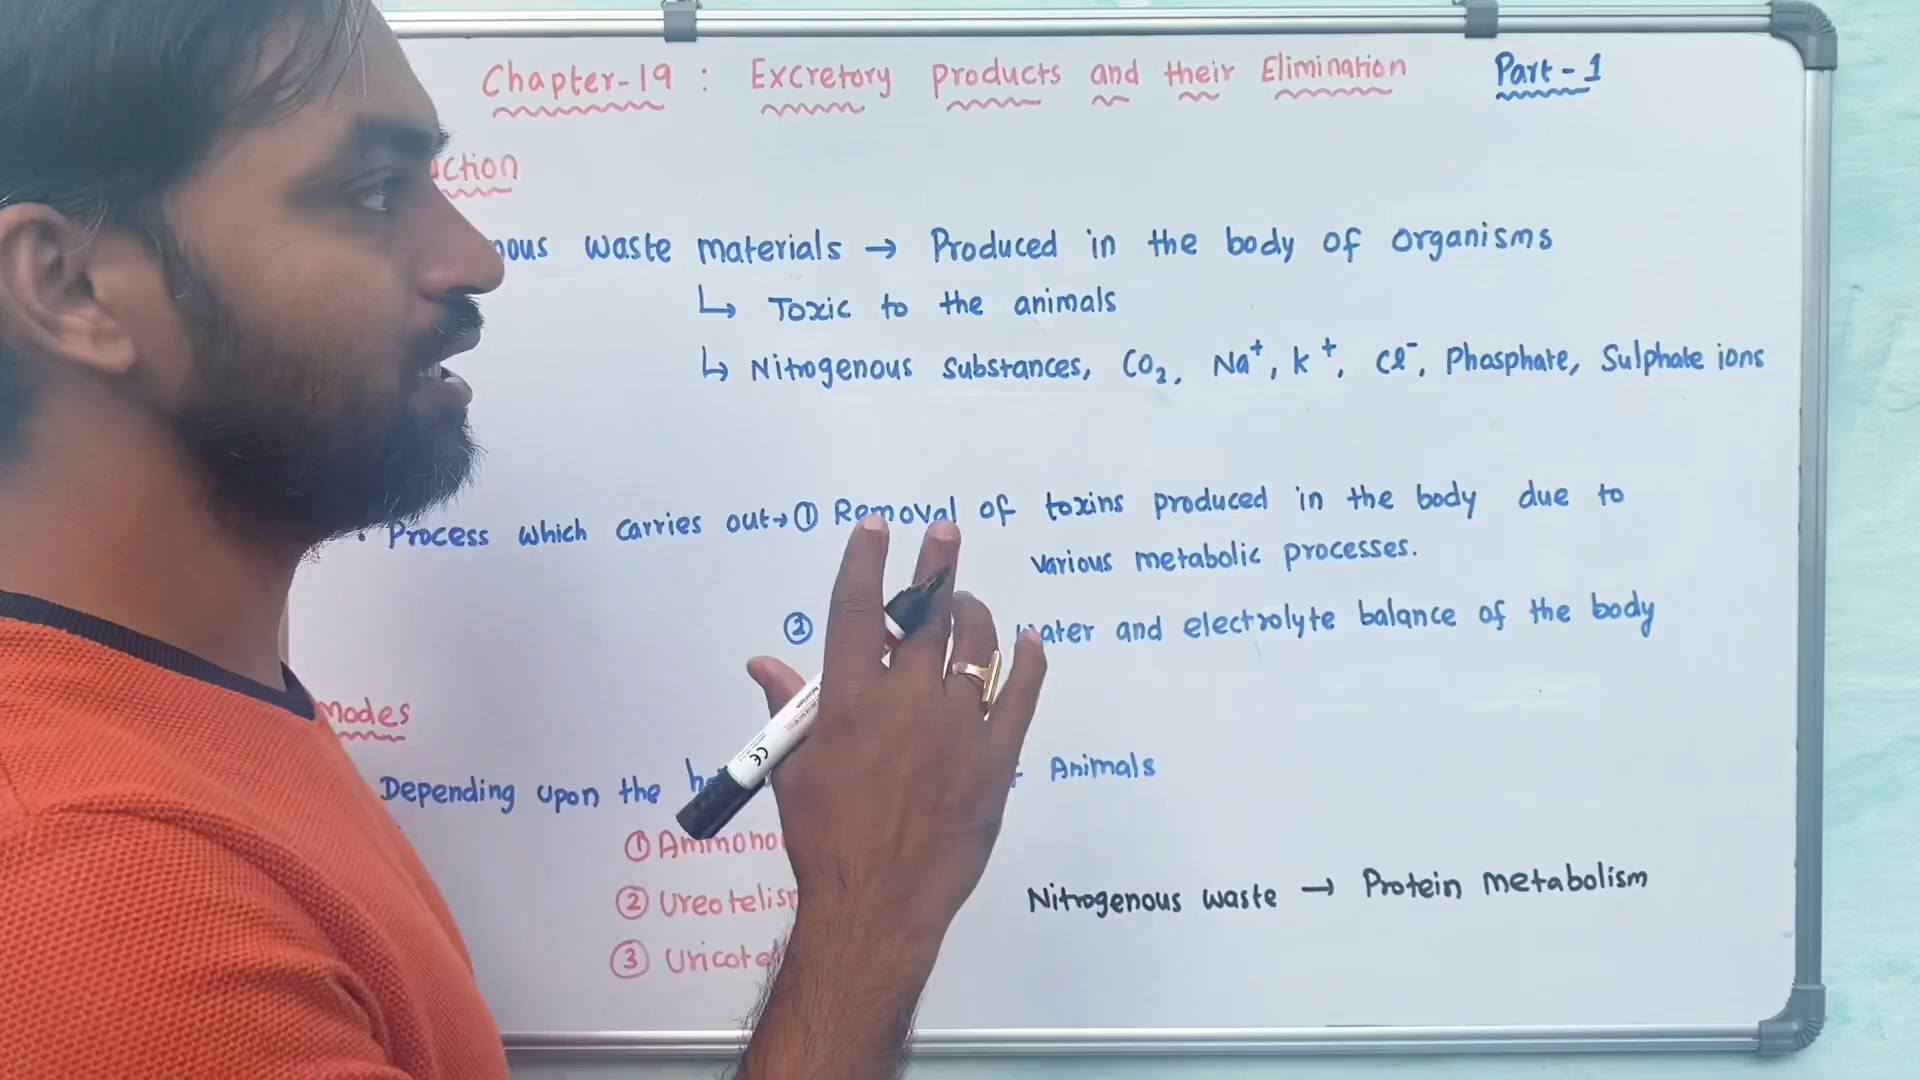 Chapter-19 : Excretory products and their Elimination Part-1
nous waste materials → Produced in the body of organisms
↳ Toxic to the animals
↳ Nitrogenous substances, CO₂, Na⁺, K⁺, Cl⁻, Phosphate, Sulphate ions
• Process which carries out→ ① Removal of toxins produced in the body due to
various metabolic processes.
② water and electrolyte balance of the body
modes
Depending upon the Animals
① Ammono
② Ureotelis
③ Uricote
Nitrogenous waste → Protein metabolism
CE